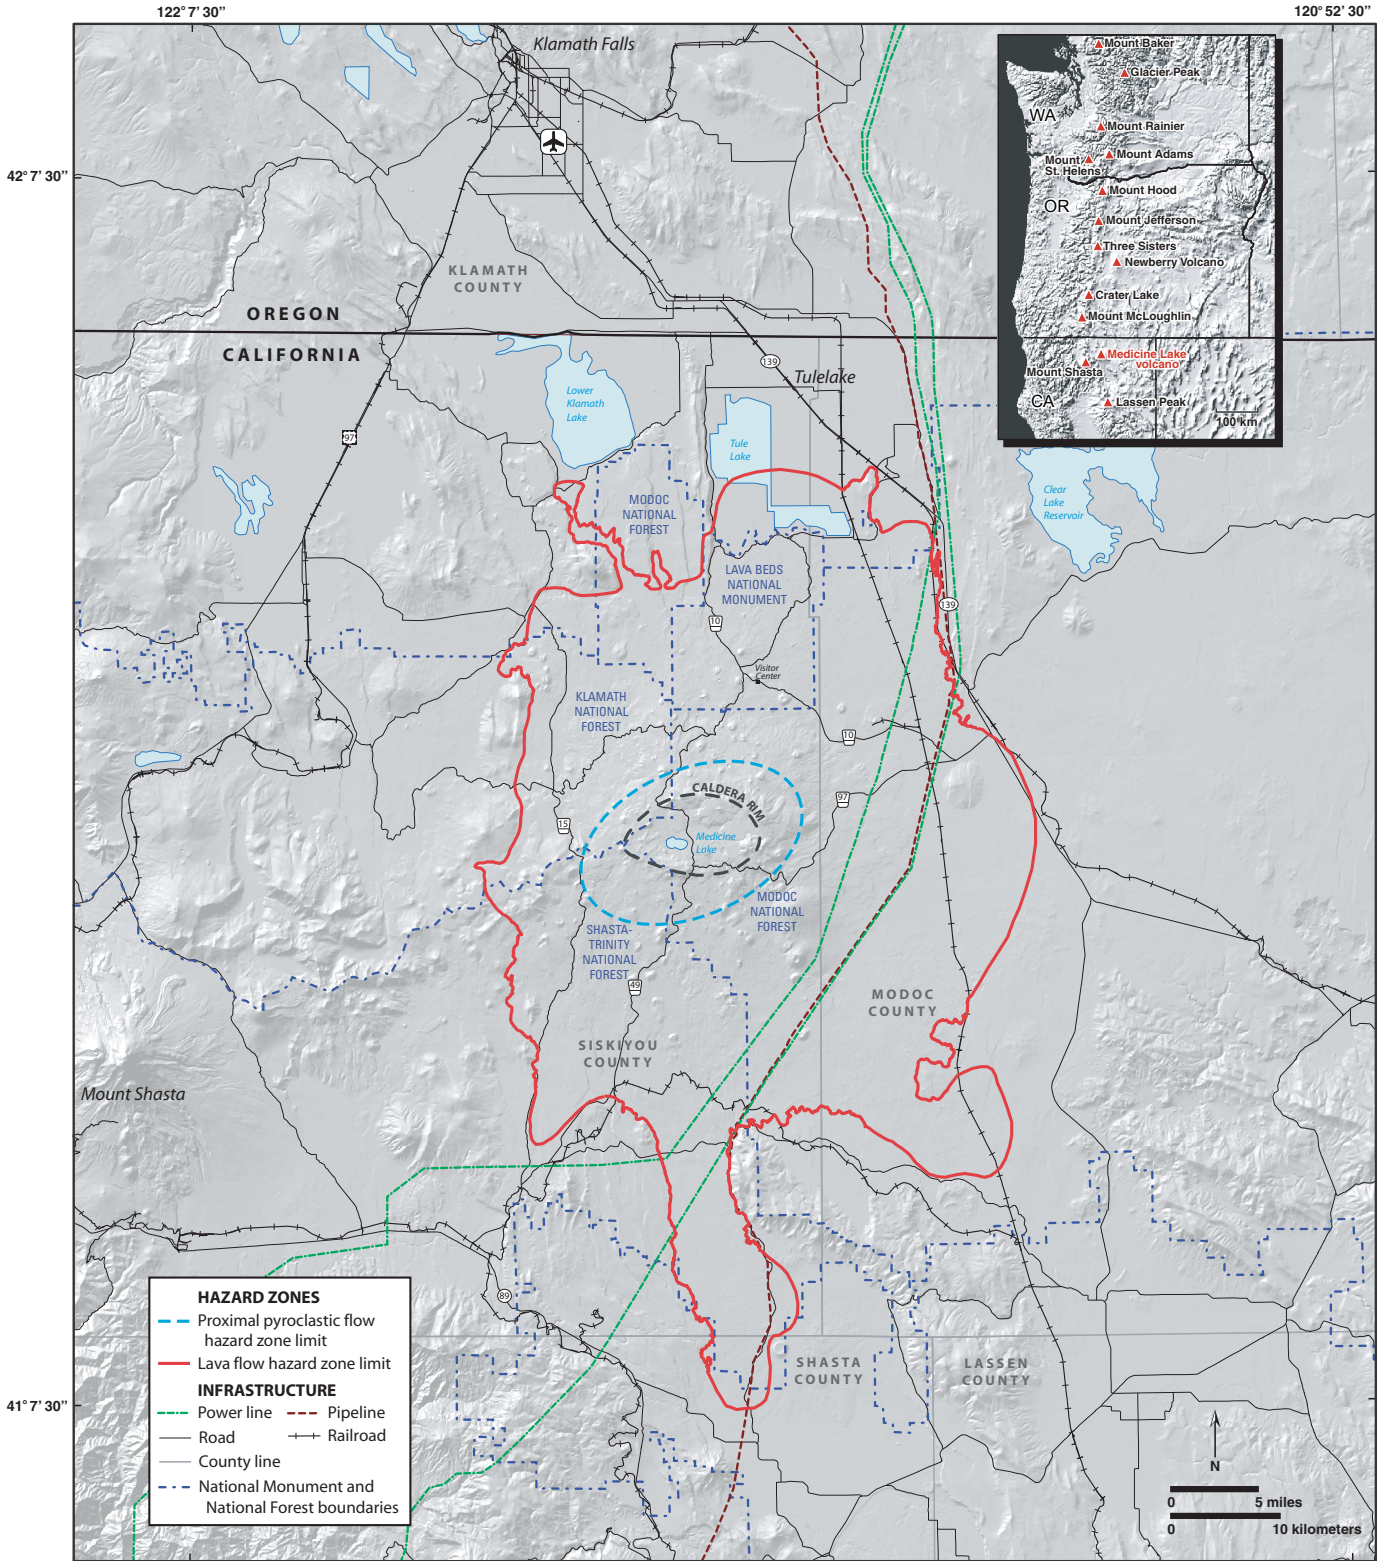 122° 7' 30"
120° 52' 30"
Klamath Falls
42° 7' 30"
KLAMATH
COUNTY
OREGON
CALIFORNIA
139
Tulelake
97
Lower
Klamath
Lake
Tule
Lake
Clear
Lake
Reservoir
MODOC
NATIONAL
FOREST
LAVA BEDS
NATIONAL
MONUMENT
139
10
Visitor
Center
KLAMATH
NATIONAL
FOREST
10
97
15
CALDERA RIM
Medicine
Lake
MODOC
NATIONAL
FOREST
SHASTA-
TRINITY
NATIONAL
FOREST
49
MODOC
COUNTY
SISKIYOU
COUNTY
Mount Shasta
89
SHASTA
COUNTY
LASSEN
COUNTY
41° 7' 30"
Mount Baker
Glacier Peak
WA
Mount Rainier
Mount Adams
Mount
St. Helens
Mount Hood
OR
Mount Jefferson
Three Sisters
Newberry Volcano
Crater Lake
Mount McLoughlin
Medicine Lake
volcano
Mount Shasta
CA
Lassen Peak
100 km
HAZARD ZONES
Proximal pyroclastic flow
hazard zone limit
Lava flow hazard zone limit
INFRASTRUCTURE
Power line
Pipeline
Road
Railroad
County line
National Monument and
National Forest boundaries
N
0 5 miles
0 10 kilometers